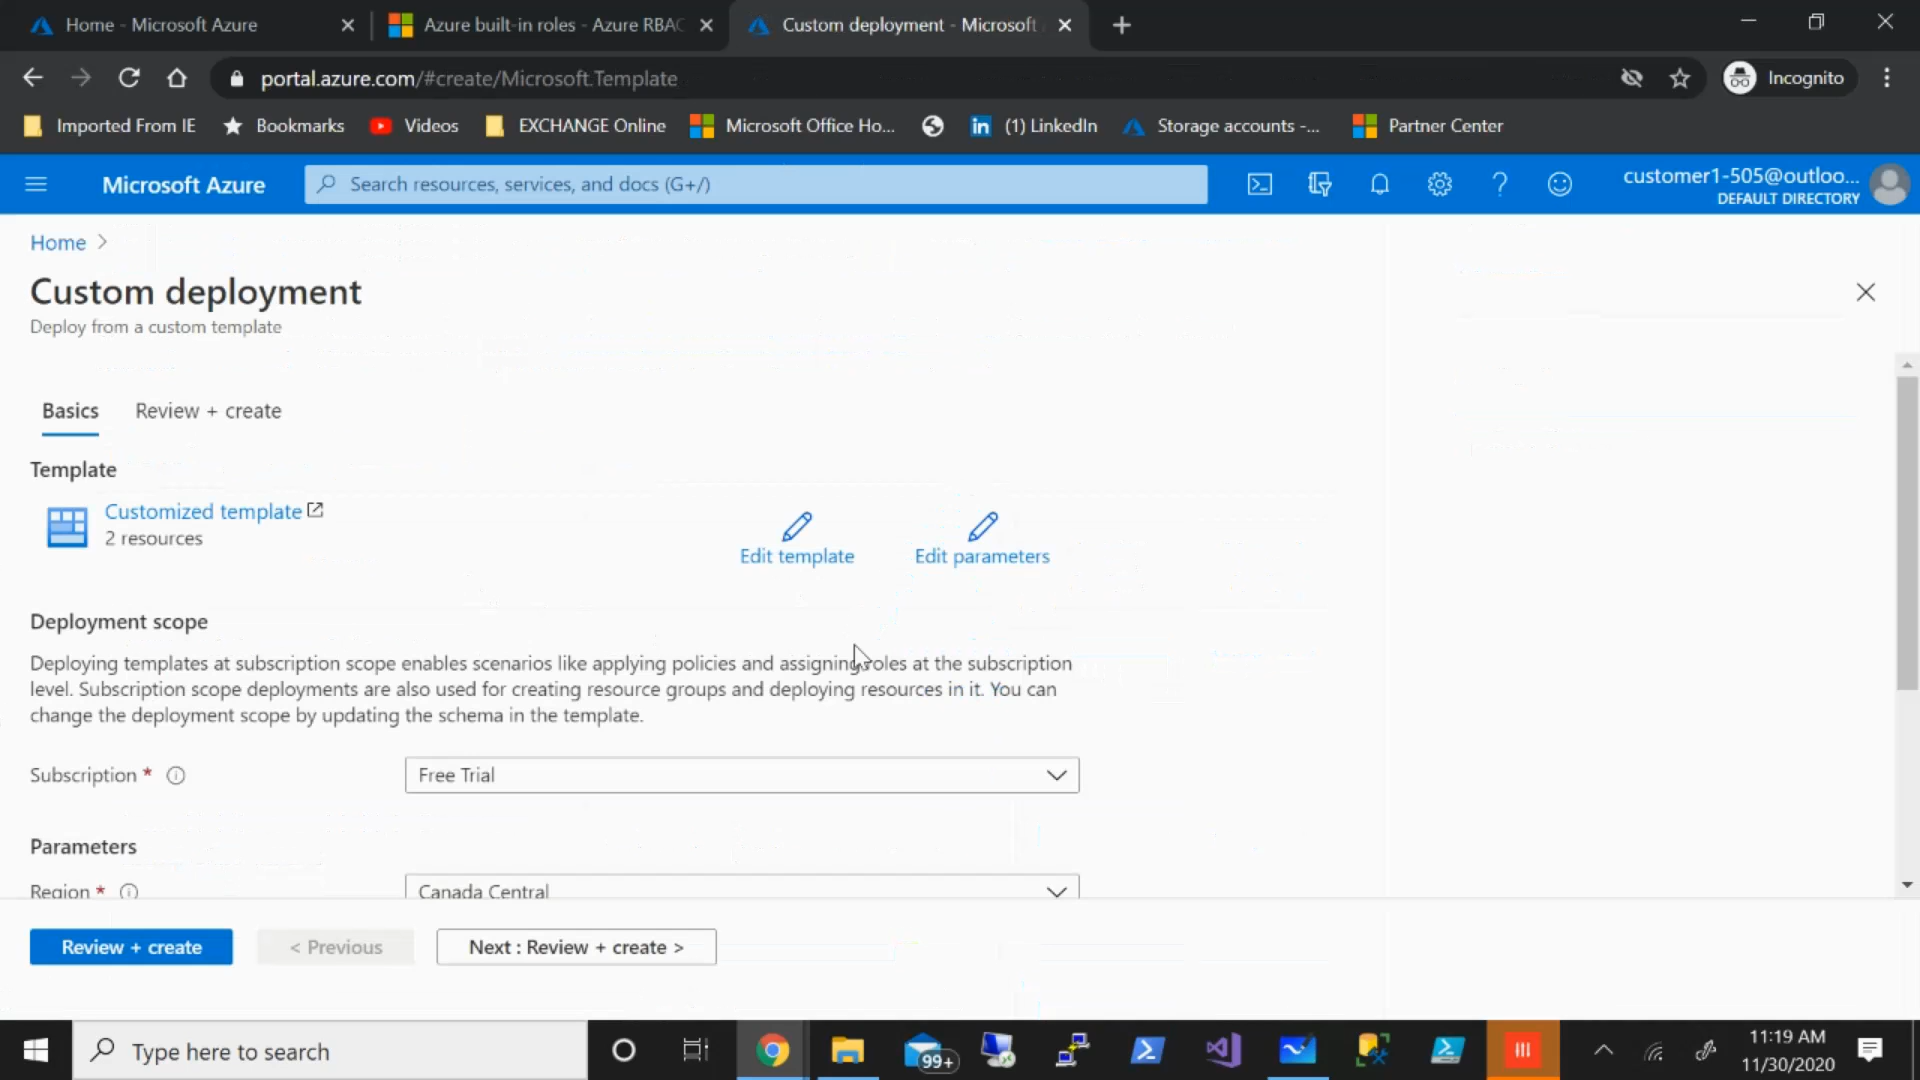 Home - Microsoft Azure
Azure built-in roles - Azure RBAC
Custom deployment - Microsoft
portal.azure.com/#create/Microsoft.Template
Incognito
Imported From IE
Bookmarks
Videos
EXCHANGE Online
Microsoft Office Ho...
(1) LinkedIn
Storage accounts -...
Partner Center
Microsoft Azure
Search resources, services, and docs (G+/)
customer1-505@outloo...
DEFAULT DIRECTORY
Home
Custom deployment
Deploy from a custom template
Basics
Review + create
Template
Customized template
2 resources
Edit template
Edit parameters
Deployment scope
Deploying templates at subscription scope enables scenarios like applying policies and assigning roles at the subscription
level. Subscription scope deployments are also used for creating resource groups and deploying resources in it. You can
change the deployment scope by updating the schema in the template.
Subscription *
Free Trial
Parameters
Region *
Canada Central
Review + create
< Previous
Next : Review + create >
Type here to search
99+
11:19 AM
11/30/2020